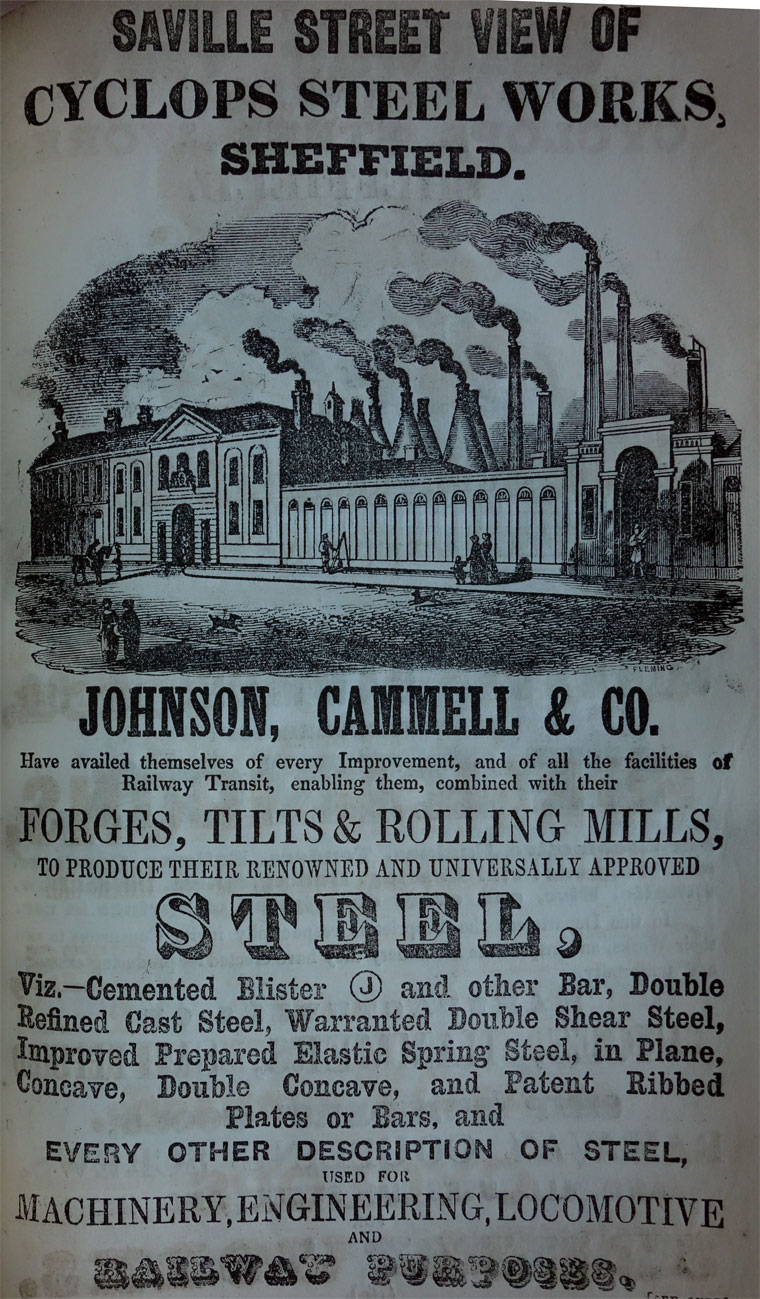 SAVILLE STREET VIEW OF
CYCLOPS STEEL WORKS,
SHEFFIELD.
FLEMING
JOHNSON, CAMMELL & CO.
Have availed themselves of every Improvement, and of all the facilities of
Railway Transit, enabling them, combined with their
FORGES, TILTS & ROLLING MILLS,
TO PRODUCE THEIR RENOWNED AND UNIVERSALLY APPROVED
STEEL,
Viz.—Cemented Blister Ⓙ and other Bar, Double
Refined Cast Steel, Warranted Double Shear Steel,
Improved Prepared Elastic Spring Steel, in Plane,
Concave, Double Concave, and Patent Ribbed
Plates or Bars, and
EVERY OTHER DESCRIPTION OF STEEL,
USED FOR
MACHINERY, ENGINEERING, LOCOMOTIVE
AND
RAILWAY PURPOSES.